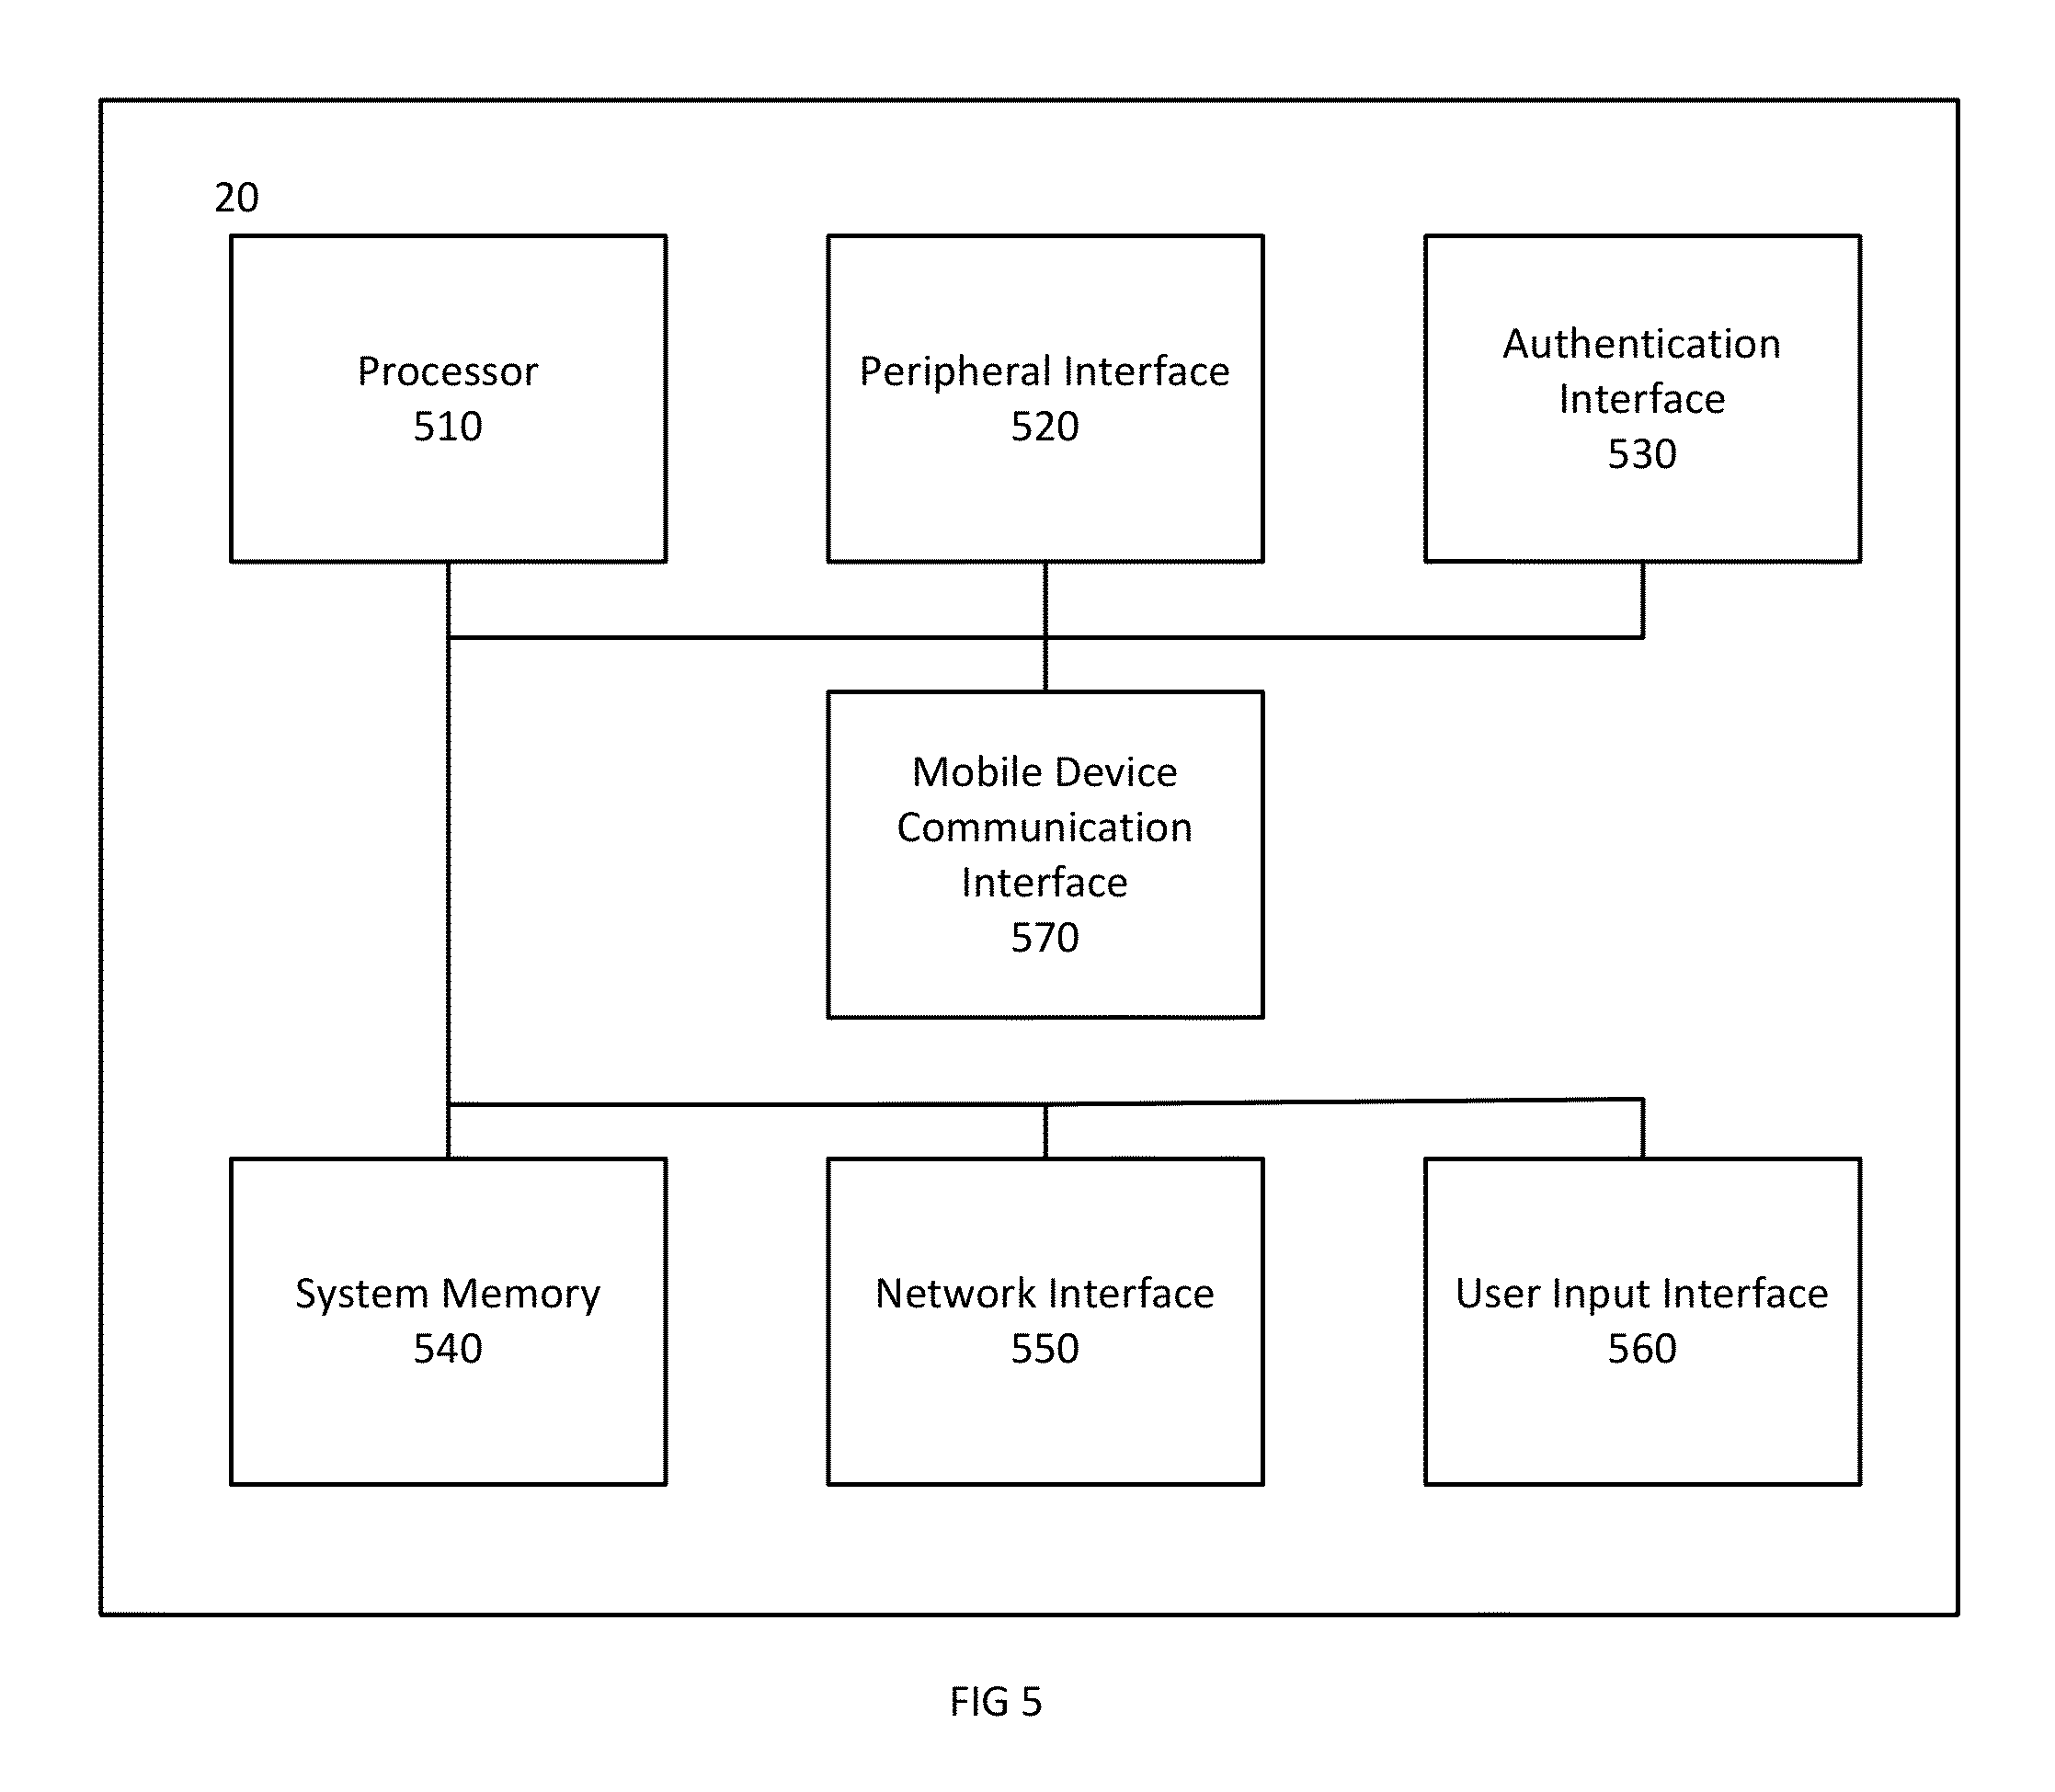 20
Processor
510
Peripheral Interface
520
Authentication
Interface
530
Mobile Device
Communication
Interface
570
System Memory
540
Network Interface
550
User Input Interface
560
FIG 5